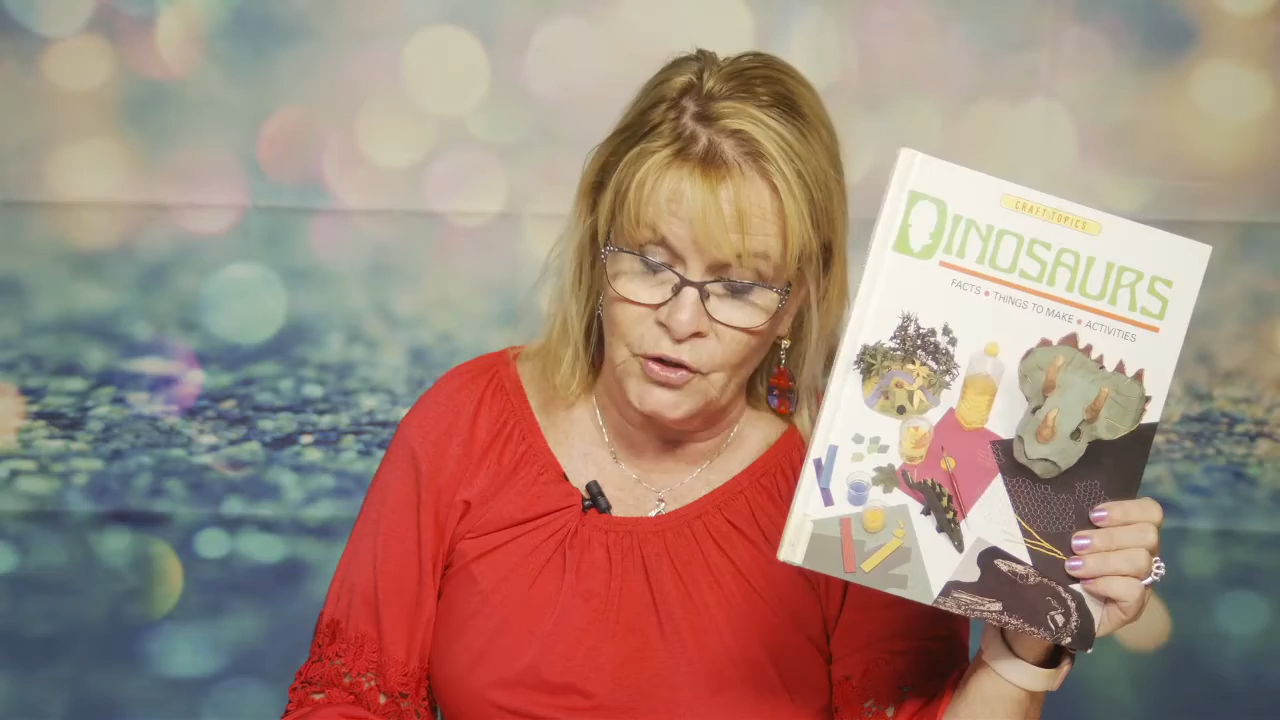 CRAFT TOPICS
DINOSAURS
FACTS • THINGS TO MAKE • ACTIVITIES